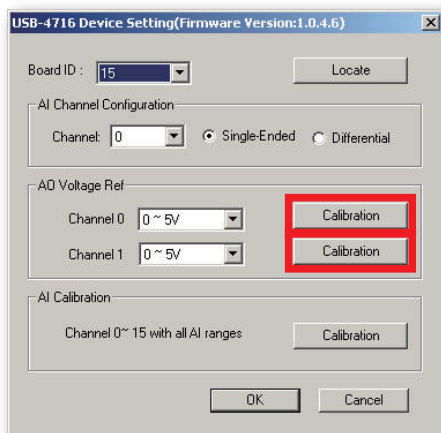 USB-4716 Device Setting(Firmware Version:1.0.4.6)
Board ID : 15 Locate
AI Channel Configuration
Channel: 0 Single-Ended Differential
AO Voltage Ref
Channel 0 0 ~ 5V Calibration
Channel 1 0 ~ 5V Calibration
AI Calibration
Channel 0~ 15 with all AI ranges Calibration
OK Cancel